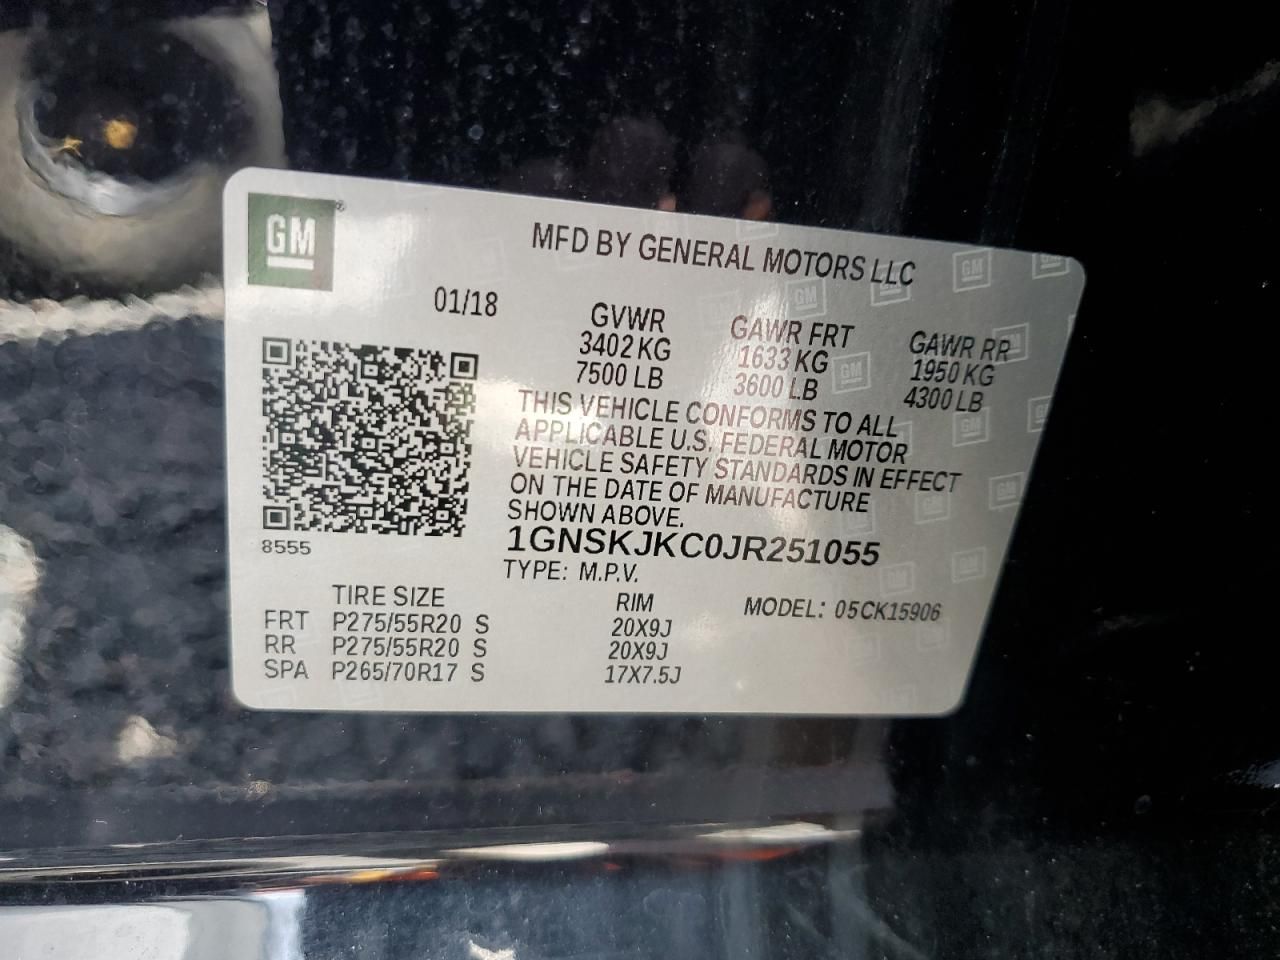 GM
MFD BY GENERAL MOTORS LLC
01/18
GVWR GAWR FRT GAWR RR
3402 KG 1633 KG 1950 KG
7500 LB 3600 LB 4300 LB
THIS VEHICLE CONFORMS TO ALL
APPLICABLE U.S. FEDERAL MOTOR
VEHICLE SAFETY STANDARDS IN EFFECT
ON THE DATE OF MANUFACTURE
SHOWN ABOVE.
8555
1GNSKJKC0JR251055
TYPE: M.P.V.
TIRE SIZE RIM MODEL: 05CK15906
FRT P275/55R20 S 20X9J
RR P275/55R20 S 20X9J
SPA P265/70R17 S 17X7.5J